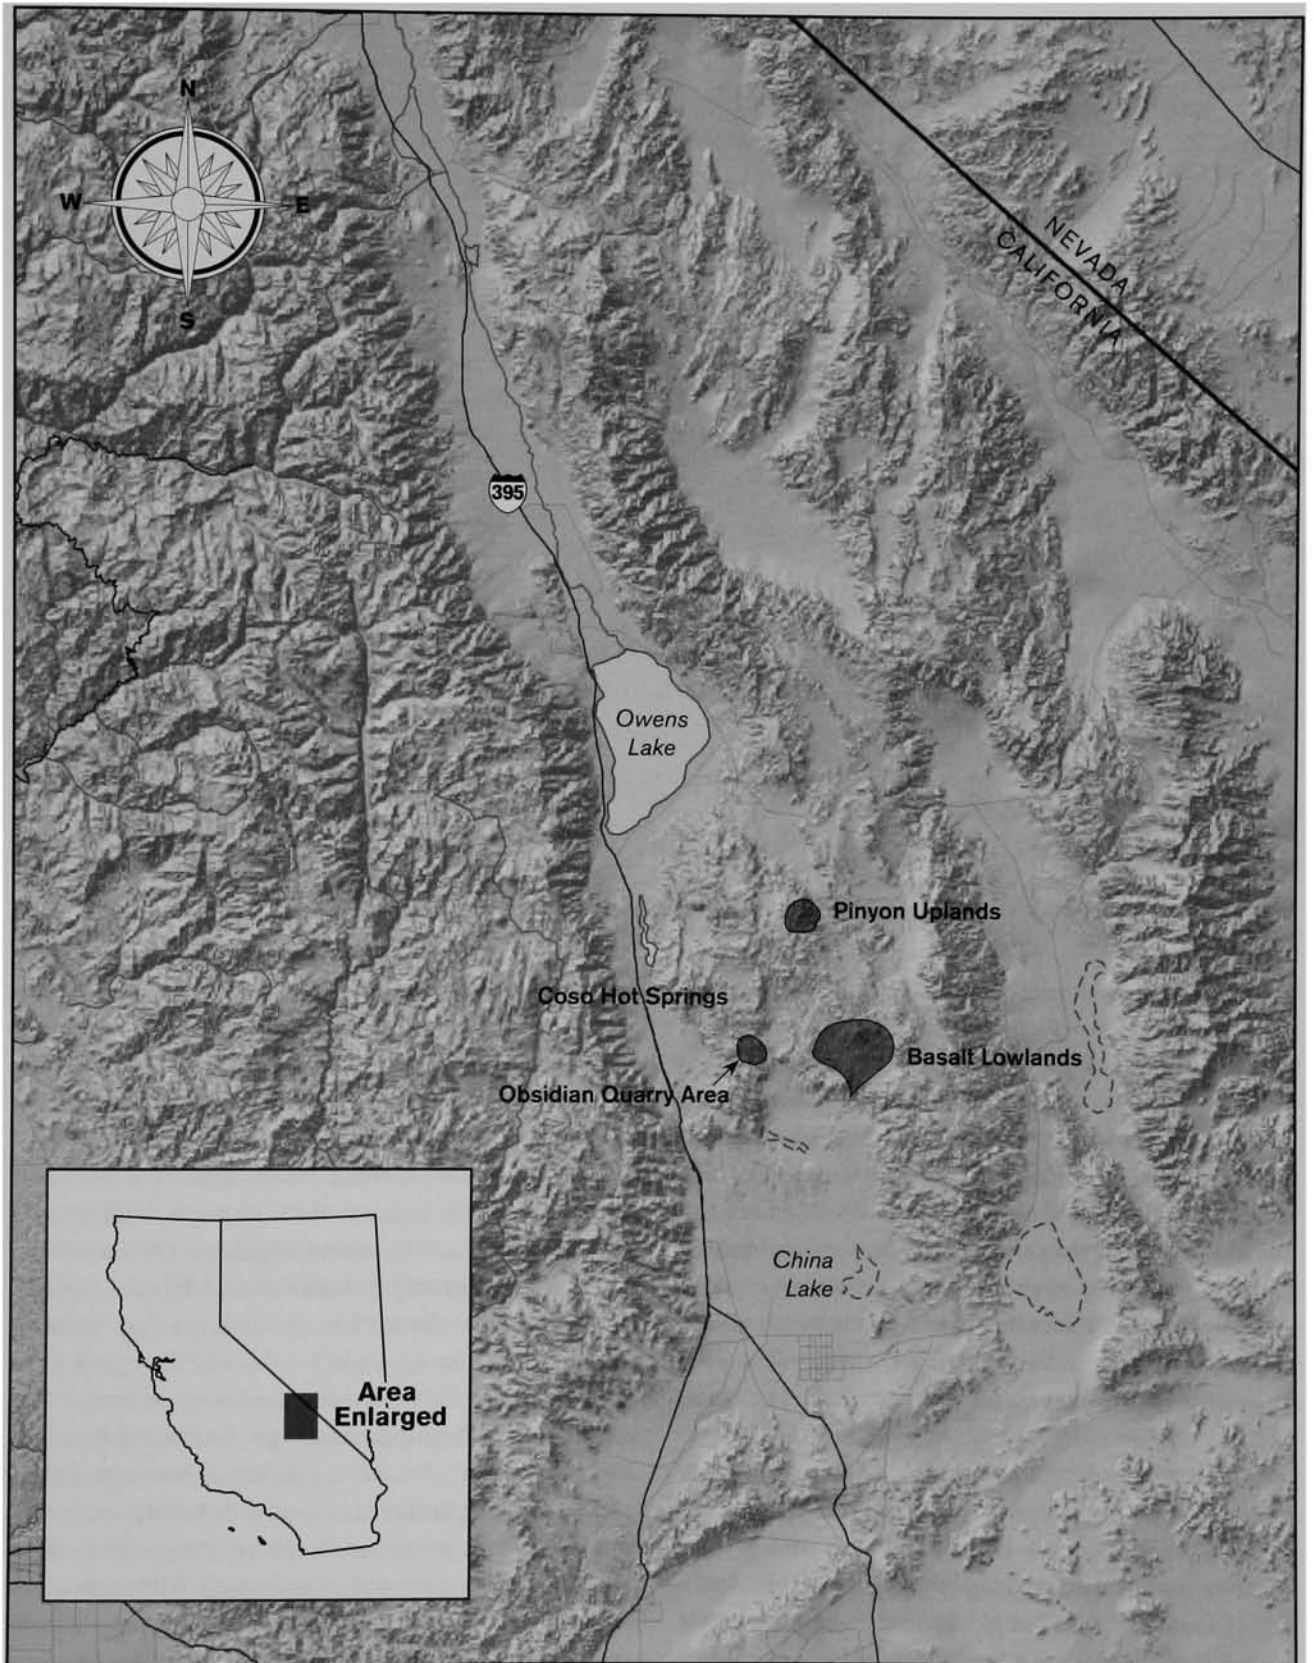 N
W
E
S
NEVADA
CALIFORNIA
395
Owens
Lake
Pinyon Uplands
Coso Hot Springs
Basalt Lowlands
Obsidian Quarry Area
China
Lake
Area
Enlarged